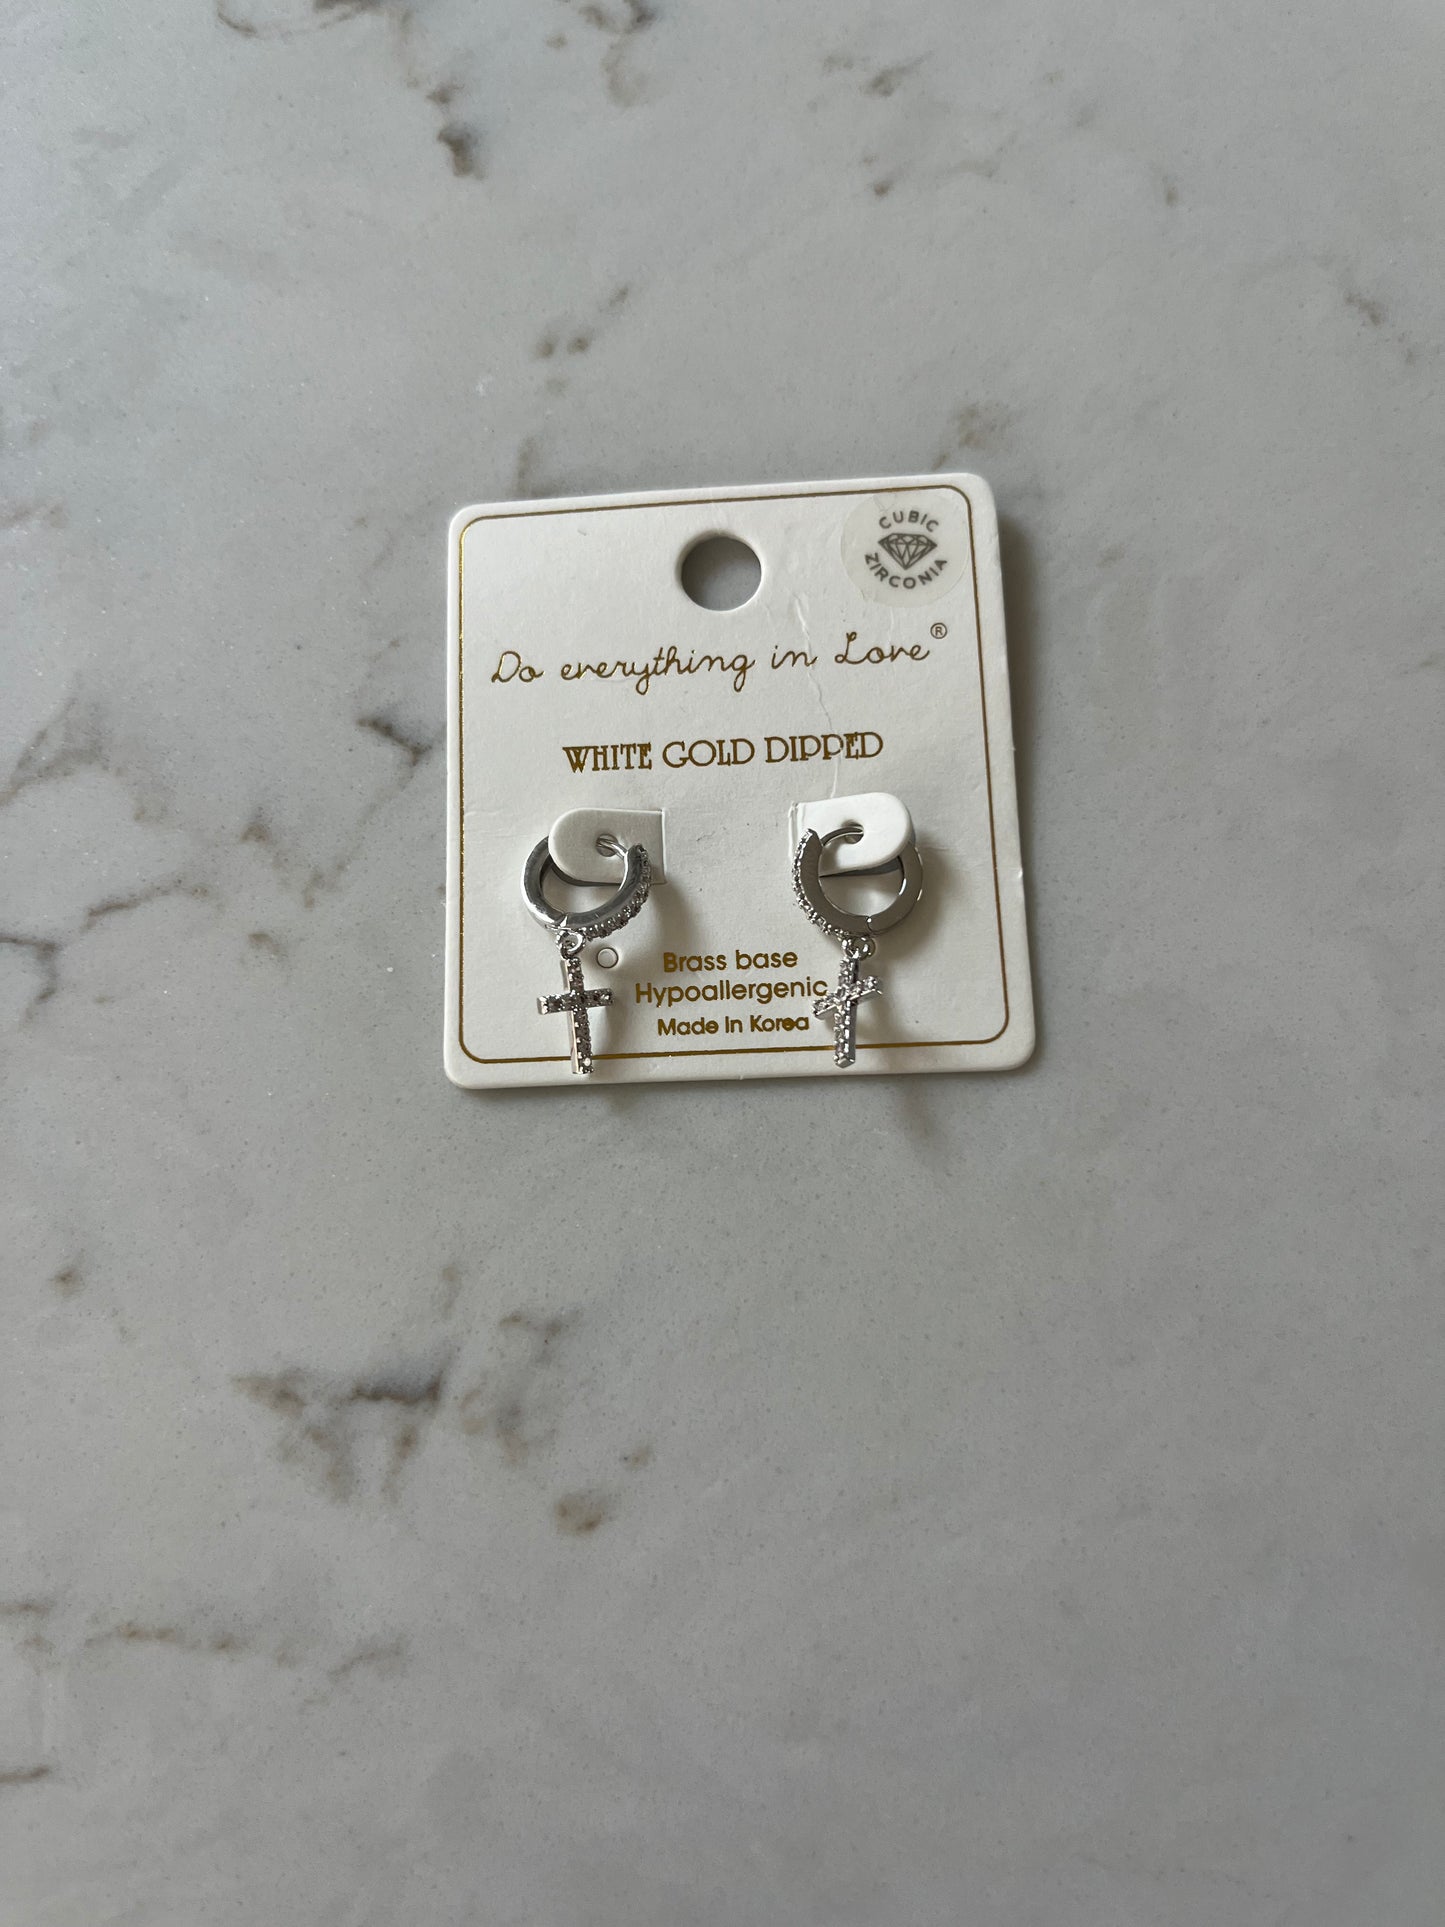 CUBIC
ZIRCONIA
Do everything in Love®
WHITE GOLD DIPPED
Brass base
Hypoallergenic
Made in Korea